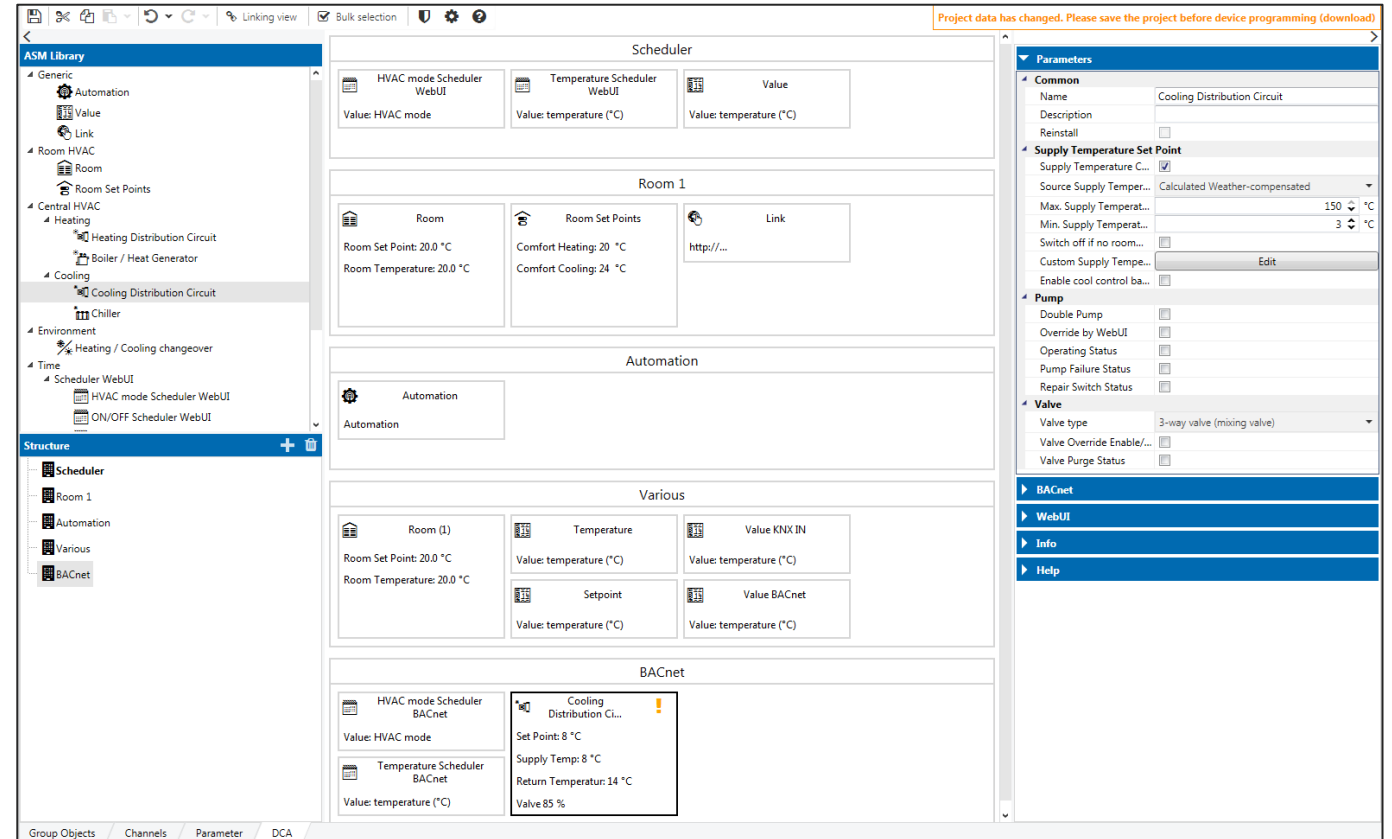 Linking view
Bulk selection
Project data has changed. Please save the project before device programming (download)
ASM Library
Generic
Automation
Value
Link
Room HVAC
Room
Room Set Points
Central HVAC
Heating
Heating Distribution Circuit
Boiler / Heat Generator
Cooling
Cooling Distribution Circuit
Chiller
Environment
Heating / Cooling changeover
Time
Scheduler WebUI
HVAC mode Scheduler WebUI
ON/OFF Scheduler WebUI
Structure
Scheduler
Room 1
Automation
Various
BACnet
Scheduler
HVAC mode Scheduler
WebUI
Value: HVAC mode
Temperature Scheduler
WebUI
Value: temperature (°C)
Value
Value: temperature (°C)
Room 1
Room
Room Set Point: 20.0 °C
Room Temperature: 20.0 °C
Room Set Points
Comfort Heating: 20 °C
Comfort Cooling: 24 °C
Link
http://...
Automation
Automation
Automation
Various
Room (1)
Room Set Point: 20.0 °C
Room Temperature: 20.0 °C
Temperature
Value: temperature (°C)
Value KNX IN
Value: temperature (°C)
Setpoint
Value: temperature (°C)
Value BACnet
Value: temperature (°C)
BACnet
HVAC mode Scheduler
BACnet
Value: HVAC mode
Temperature Scheduler
BACnet
Value: temperature (°C)
Cooling
Distribution Ci...
Set Point: 8 °C
Supply Temp: 8 °C
Return Temperatur: 14 °C
Valve 85 %
Parameters
Common
Name Cooling Distribution Circuit
Description
Reinstall
Supply Temperature Set Point
Supply Temperature C...
Source Supply Temper... Calculated Weather-compensated
Max. Supply Temperat... 150 °C
Min. Supply Temperat... 3 °C
Switch off if no room...
Custom Supply Tempe... Edit
Enable cool control ba...
Pump
Double Pump
Override by WebUI
Operating Status
Pump Failure Status
Repair Switch Status
Valve
Valve type 3-way valve (mixing valve)
Valve Override Enable/...
Valve Purge Status
BACnet
WebUI
Info
Help
Group Objects Channels Parameter DCA